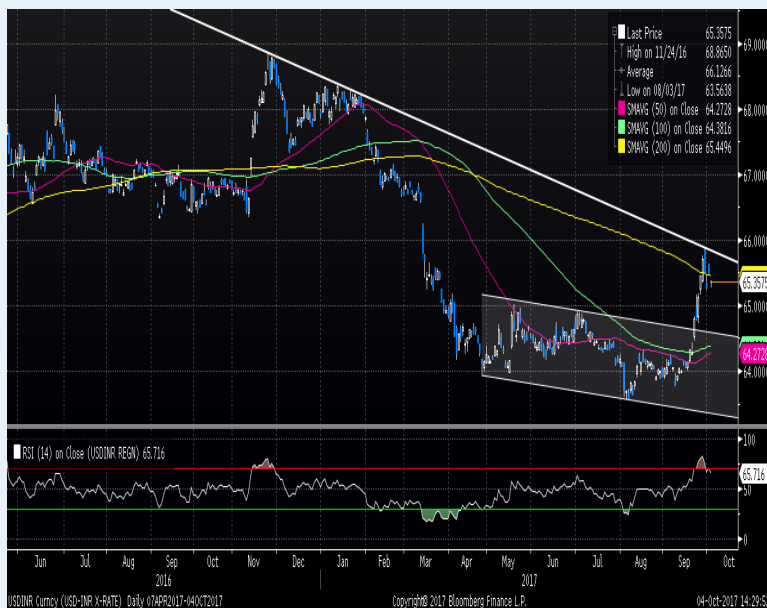 Last Price 65.3575
High on 11/24/16 68.8650
Average 66.1266
Low on 08/03/17 63.5638
SMAVG (50) on Close 64.2728
SMAVG (100) on Close 64.3816
SMAVG (200) on Close 65.4496
69.0000
68.0000
67.0000
66.0000
65.3575
65.0000
64.2728
64.0000
RSI (14) on Close (USDINR REGN) 65.716
100
65.716
50
0
Jun Jul Aug Sep Oct Nov Dec Jan Feb Mar Apr May Jun Jul Aug Sep Oct
2016 2017
USDINR Curncy (USD-INR X-RATE) Daily 07APR2017-04OCT2017 Copyright© 2017 Bloomberg Finance L.P. 04-Oct-2017 14:29:5